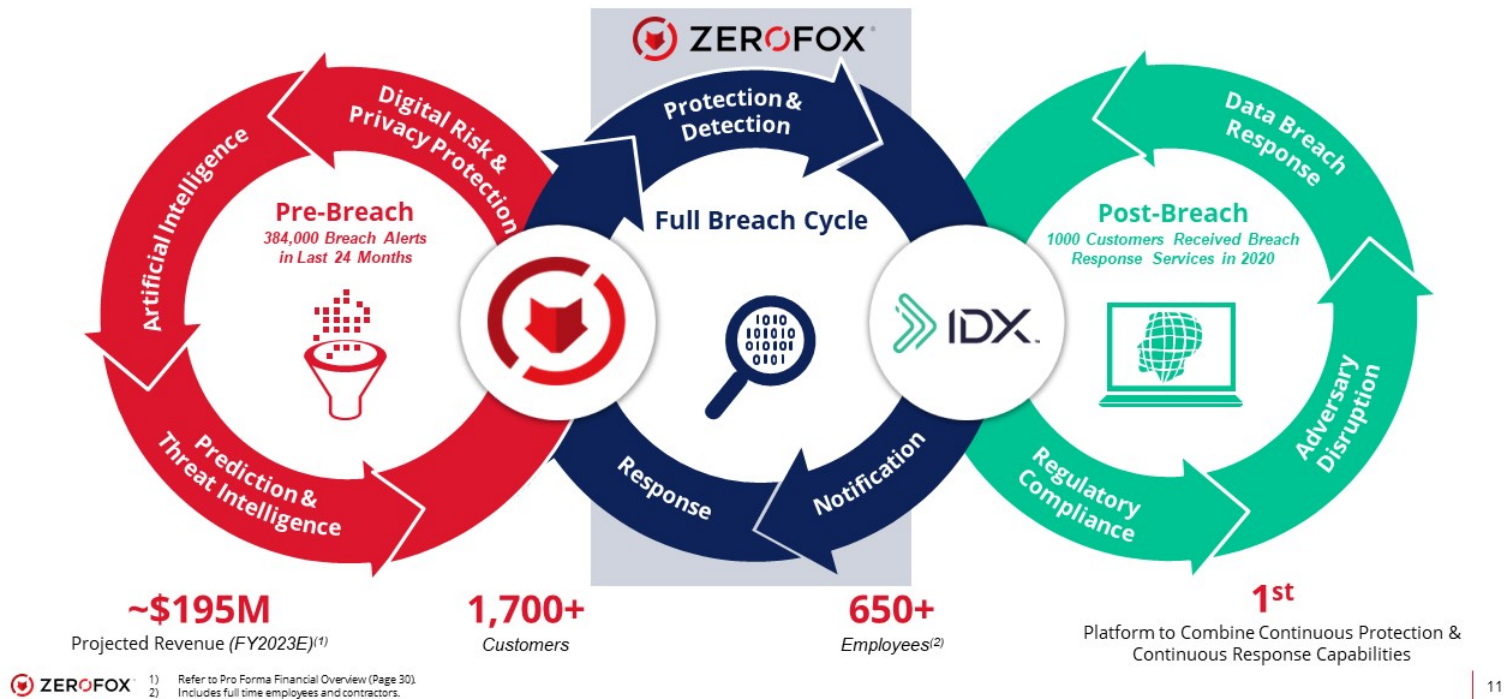 ZEROFOX
Digital Risk &
Privacy Protection
Artificial Intelligence
Prediction &
Threat Intelligence
Pre-Breach
384,000 Breach Alerts
in Last 24 Months
Protection &
Detection
Full Breach Cycle
1010
101010
010101
0101
Notification
Response
IDX
Data Breach
Response
Post-Breach
1000 Customers Received Breach
Response Services in 2020
Adversary
Disruption
Regulatory
Compliance
~$195M
Projected Revenue (FY2023E)(1)
1,700+
Customers
650+
Employees(2)
1st
Platform to Combine Continuous Protection &
Continuous Response Capabilities
ZEROFOX
1) Refer to Pro Forma Financial Overview (Page 30).
2) Includes full time employees and contractors.
11